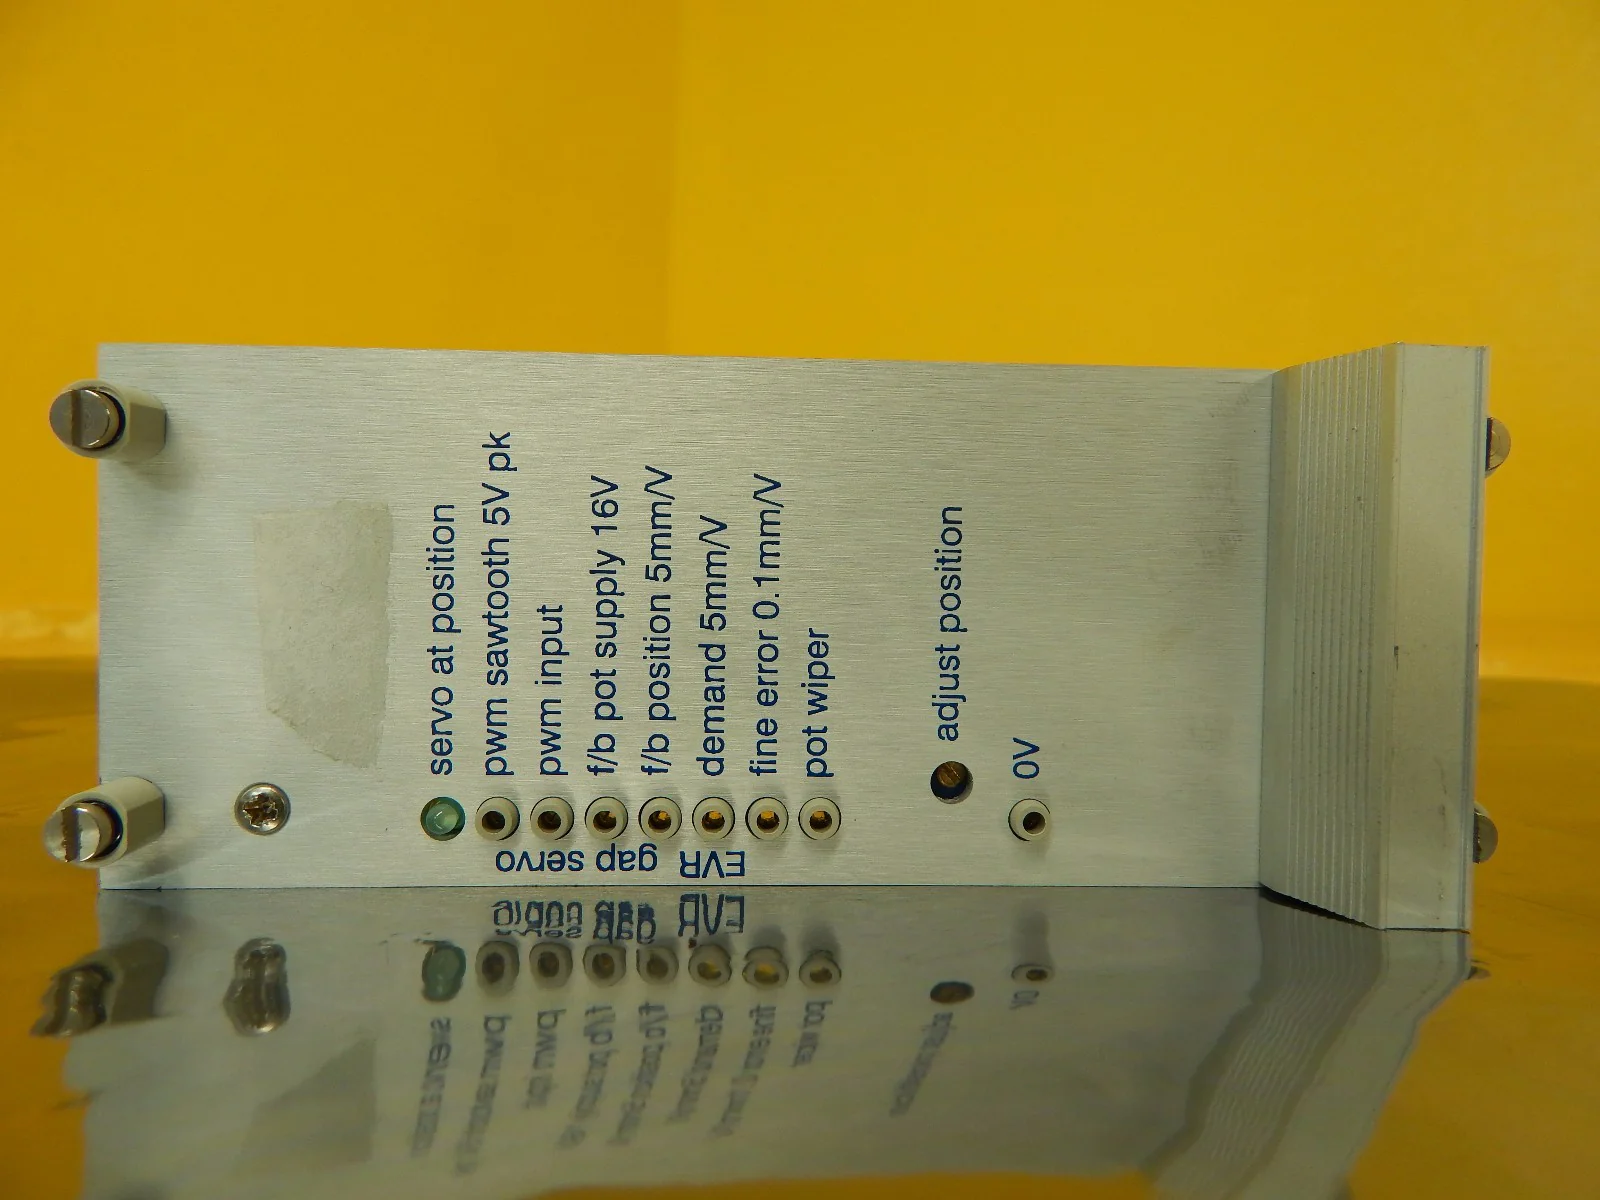 servo at position
pwm sawtooth 5V pk
pwm input
f/b pot supply 16V
f/b position 5mm/V
demand 5mm/V
fine error 0.1mm/V
pot wiper
adjust position
0V
EVR gap servo